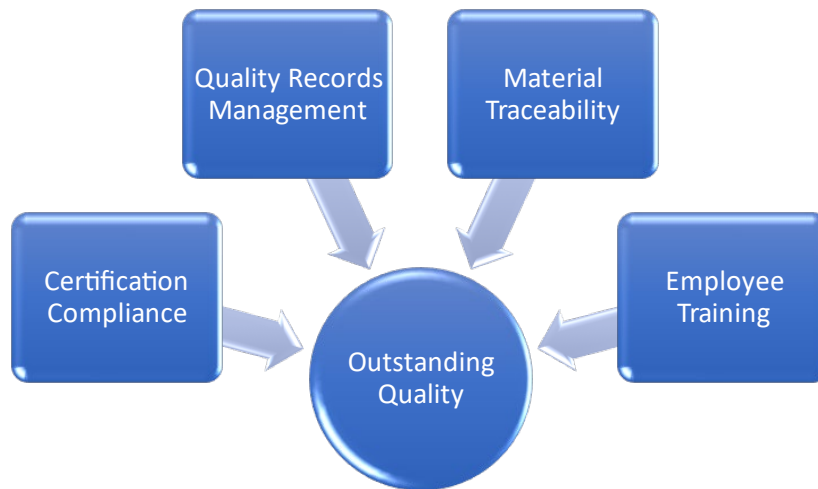 Quality Records
Management
Material
Traceability
Certification
Compliance
Employee
Training
Outstanding
Quality